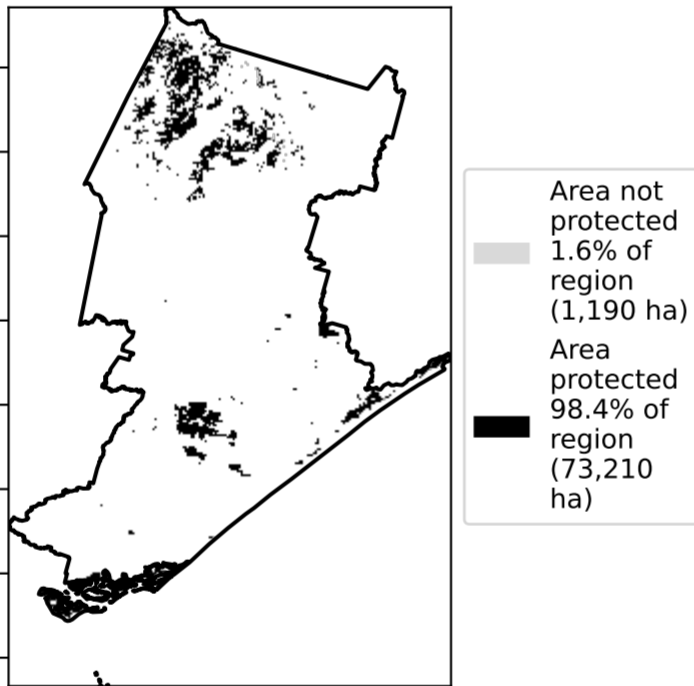 Area not
protected
1.6% of
region
(1,190 ha)
Area
protected
98.4% of
region
(73,210
ha)